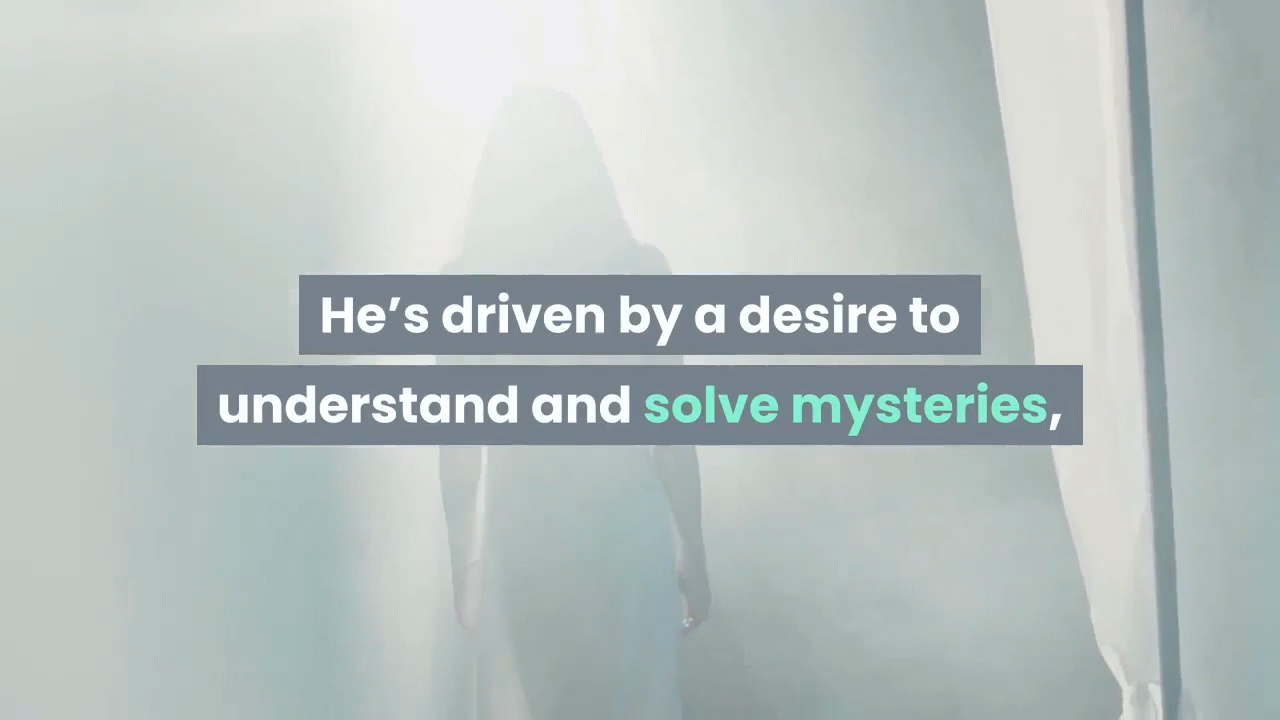 He’s driven by a desire to
understand and solve mysteries,